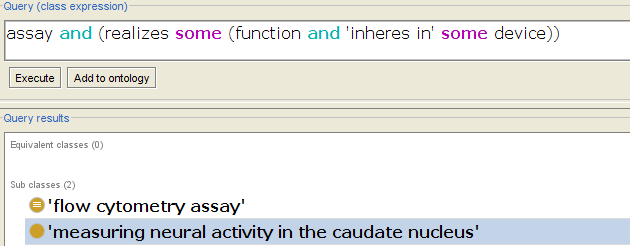 Query (class expression)
assay and (realizes some (function and 'inheres in' some device))
Execute Add to ontology
Query results
Equivalent classes (0)
Sub classes (2)
'flow cytometry assay'
'measuring neural activity in the caudate nucleus'